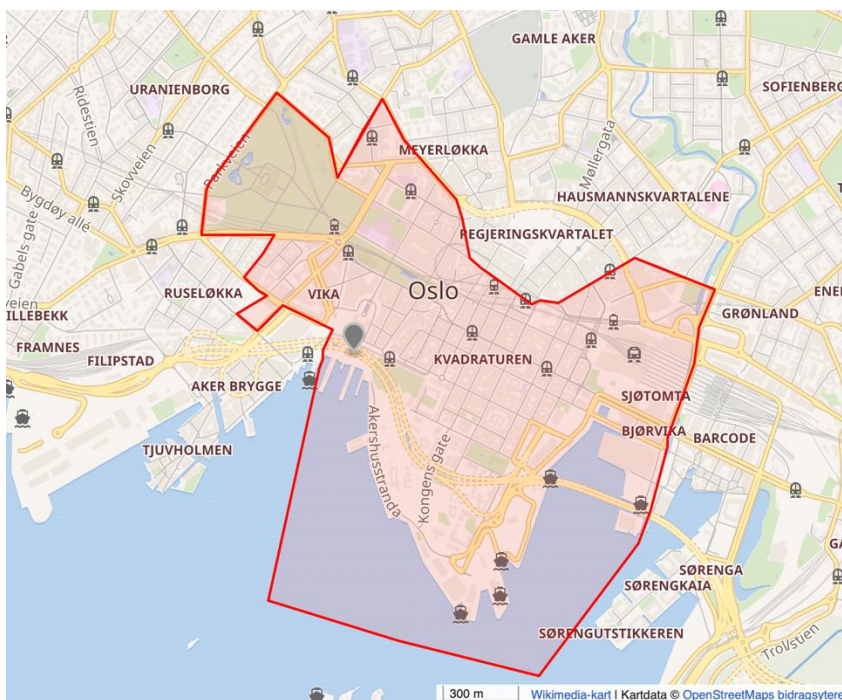 GAMLE AKER
URANIENBORG
SOFIENBERG
Ridestien
Skovveien
Parkveien
MEYERLØKKA
Møllergata
Bygdøy allé
HAUSMANNSKVARTALENE
Gabels gate
REGJERINGSKVARTALET
RUSELØKKA
VIKA
Oslo
ILLEBEKK
GRØNLAND
FRAMNES
FILIPSTAD
KVADRATUREN
AKER BRYGGE
SJØTOMTA
BJØRVIKA
BARCODE
TJUVHOLMEN
Akershusstranda
Kongens gate
SØRENGA
SØRENGKAIA
SØRENGUTSTIKKEREN
300 m
Wikimedia-kart | Kartdata © OpenStreetMaps bidragsytere